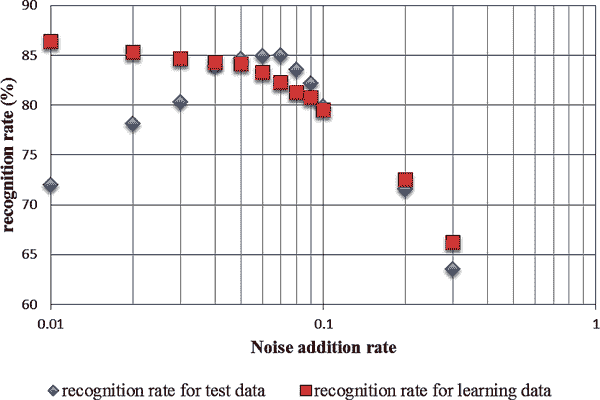 90
85
80
75
70
65
60
recognition rate (%)
0.01
0.1
1
Noise addition rate
recognition rate for test data
recognition rate for learning data